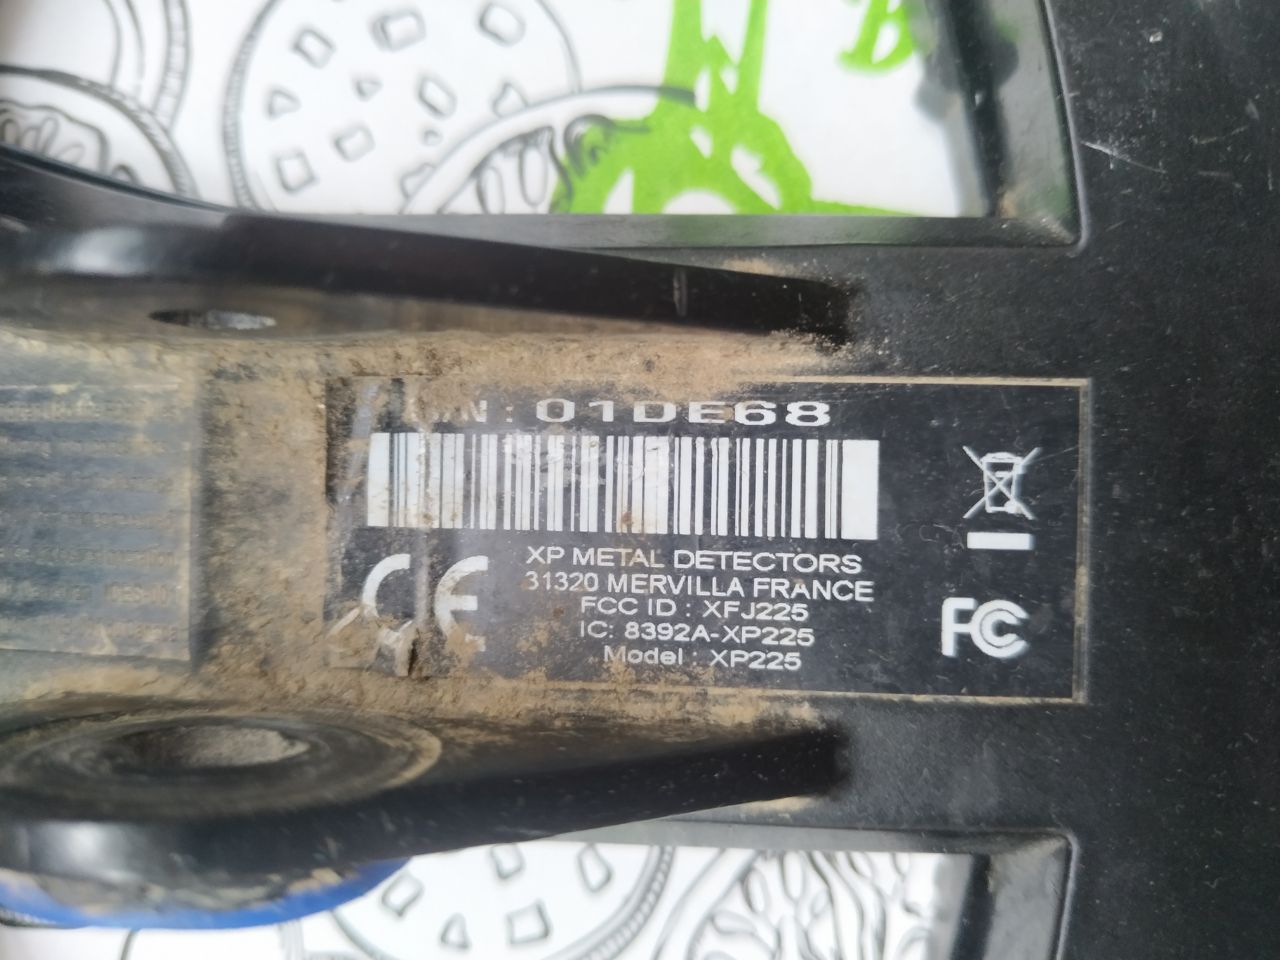 S/N : 01DE68
XP METAL DETECTORS
31320 MERVILLA FRANCE
FCC ID : XFJ225
IC: 8392A-XP225
Model : XP225
CE
FC
B